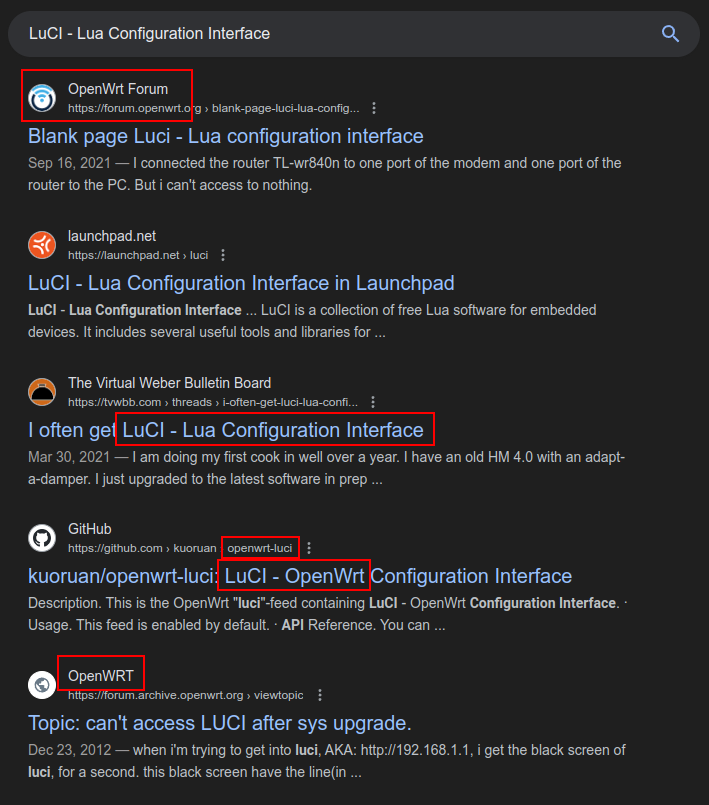 LuCI - Lua Configuration Interface
OpenWrt Forum
https://forum.openwrt.org › blank-page-luci-lua-config...
Blank page Luci - Lua configuration interface
Sep 16, 2021 — I connected the router TL-wr840n to one port of the modem and one port of the
router to the PC. But i can't access to nothing.
launchpad.net
https://launchpad.net › luci
LuCI - Lua Configuration Interface in Launchpad
LuCI - Lua Configuration Interface ... LuCI is a collection of free Lua software for embedded
devices. It includes several useful tools and libraries for ...
The Virtual Weber Bulletin Board
https://tvwbb.com › threads › i-often-get-luci-lua-confi...
I often get LuCI - Lua Configuration Interface
Mar 30, 2021 — I am doing my first cook in well over a year. I have an old HM 4.0 with an adapt-
a-damper. I just upgraded to the latest software in prep ...
GitHub
https://github.com › kuoruan › openwrt-luci
kuoruan/openwrt-luci: LuCI - OpenWrt Configuration Interface
Description. This is the OpenWrt "luci"-feed containing LuCI - OpenWrt Configuration Interface. ·
Usage. This feed is enabled by default. · API Reference. You can ...
OpenWRT
https://forum.archive.openwrt.org › viewtopic
Topic: can't access LUCI after sys upgrade.
Dec 23, 2012 — when i'm trying to get into luci, AKA: http://192.168.1.1, i get the black screen of
luci, for a second. this black screen have the line(in ...